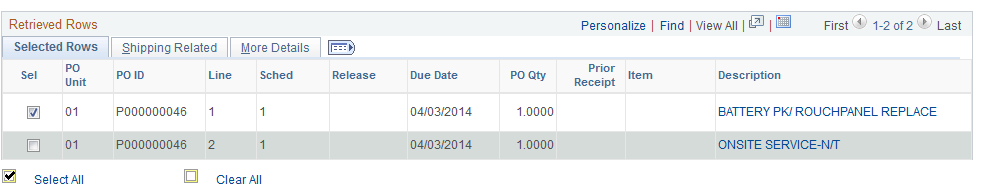 Retrieved Rows Personalize | Find | View All | First 1-2 of 2 Last
Selected Rows Shipping Related More Details
Sel PO Unit PO ID Line Sched Release Due Date PO Qty Prior Receipt Item Description
01 P000000046 1 1 04/03/2014 1.0000 BATTERY PK/ ROUCHPANEL REPLACE
01 P000000046 2 1 04/03/2014 1.0000 ONSITE SERVICE-N/T
Select All Clear All